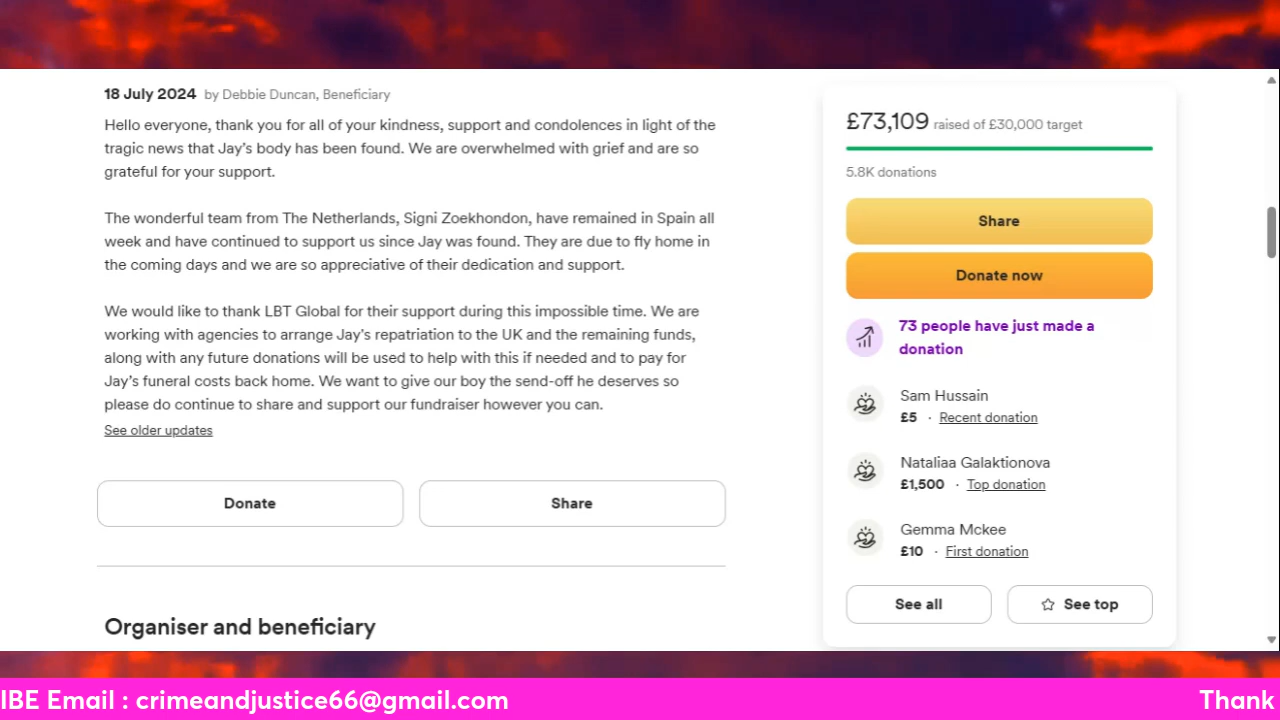 18 July 2024 by Debbie Duncan, Beneficiary
Hello everyone, thank you for all of your kindness, support and condolences in light of the
tragic news that Jay's body has been found. We are overwhelmed with grief and are so
grateful for your support.
The wonderful team from The Netherlands, Signi Zoekhondon, have remained in Spain all
week and have continued to support us since Jay was found. They are due to fly home in
the coming days and we are so appreciative of their dedication and support.
We would like to thank LBT Global for their support during this impossible time. We are
working with agencies to arrange Jay's repatriation to the UK and the remaining funds,
along with any future donations will be used to help with this if needed and to pay for
Jay's funeral costs back home. We want to give our boy the send-off he deserves so
please do continue to share and support our fundraiser however you can.
See older updates
Donate
Share
Organiser and beneficiary
£73,109 raised of £30,000 target
5.8K donations
Share
Donate now
73 people have just made a
donation
Sam Hussain
£5 · Recent donation
Nataliaa Galaktionova
£1,500 · Top donation
Gemma Mckee
£10 · First donation
See all
See top
IBE Email : crimeandjustice66@gmail.com
Thank